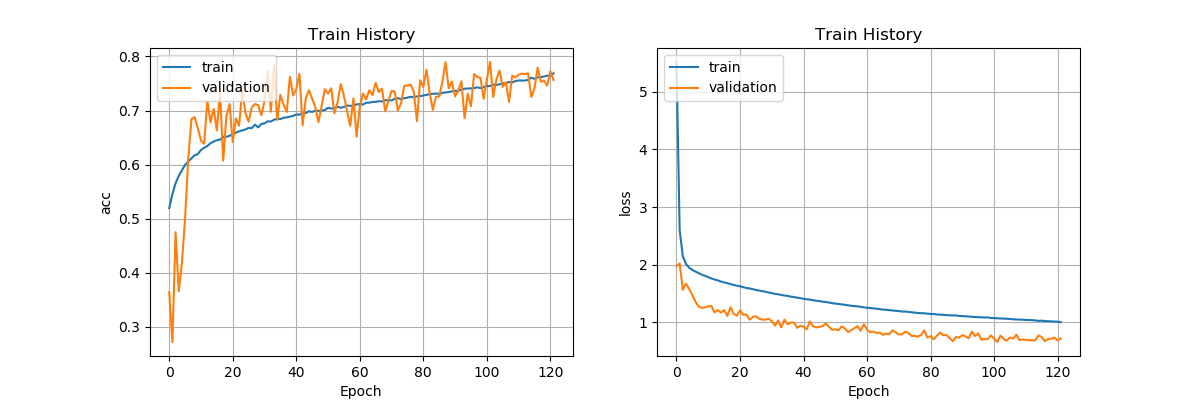 Train History
train
validation
acc
0.8
0.7
0.6
0.5
0.4
0.3
0 20 40 60 80 100 120
Epoch
Train History
train
validation
loss
5
4
3
2
1
0 20 40 60 80 100 120
Epoch